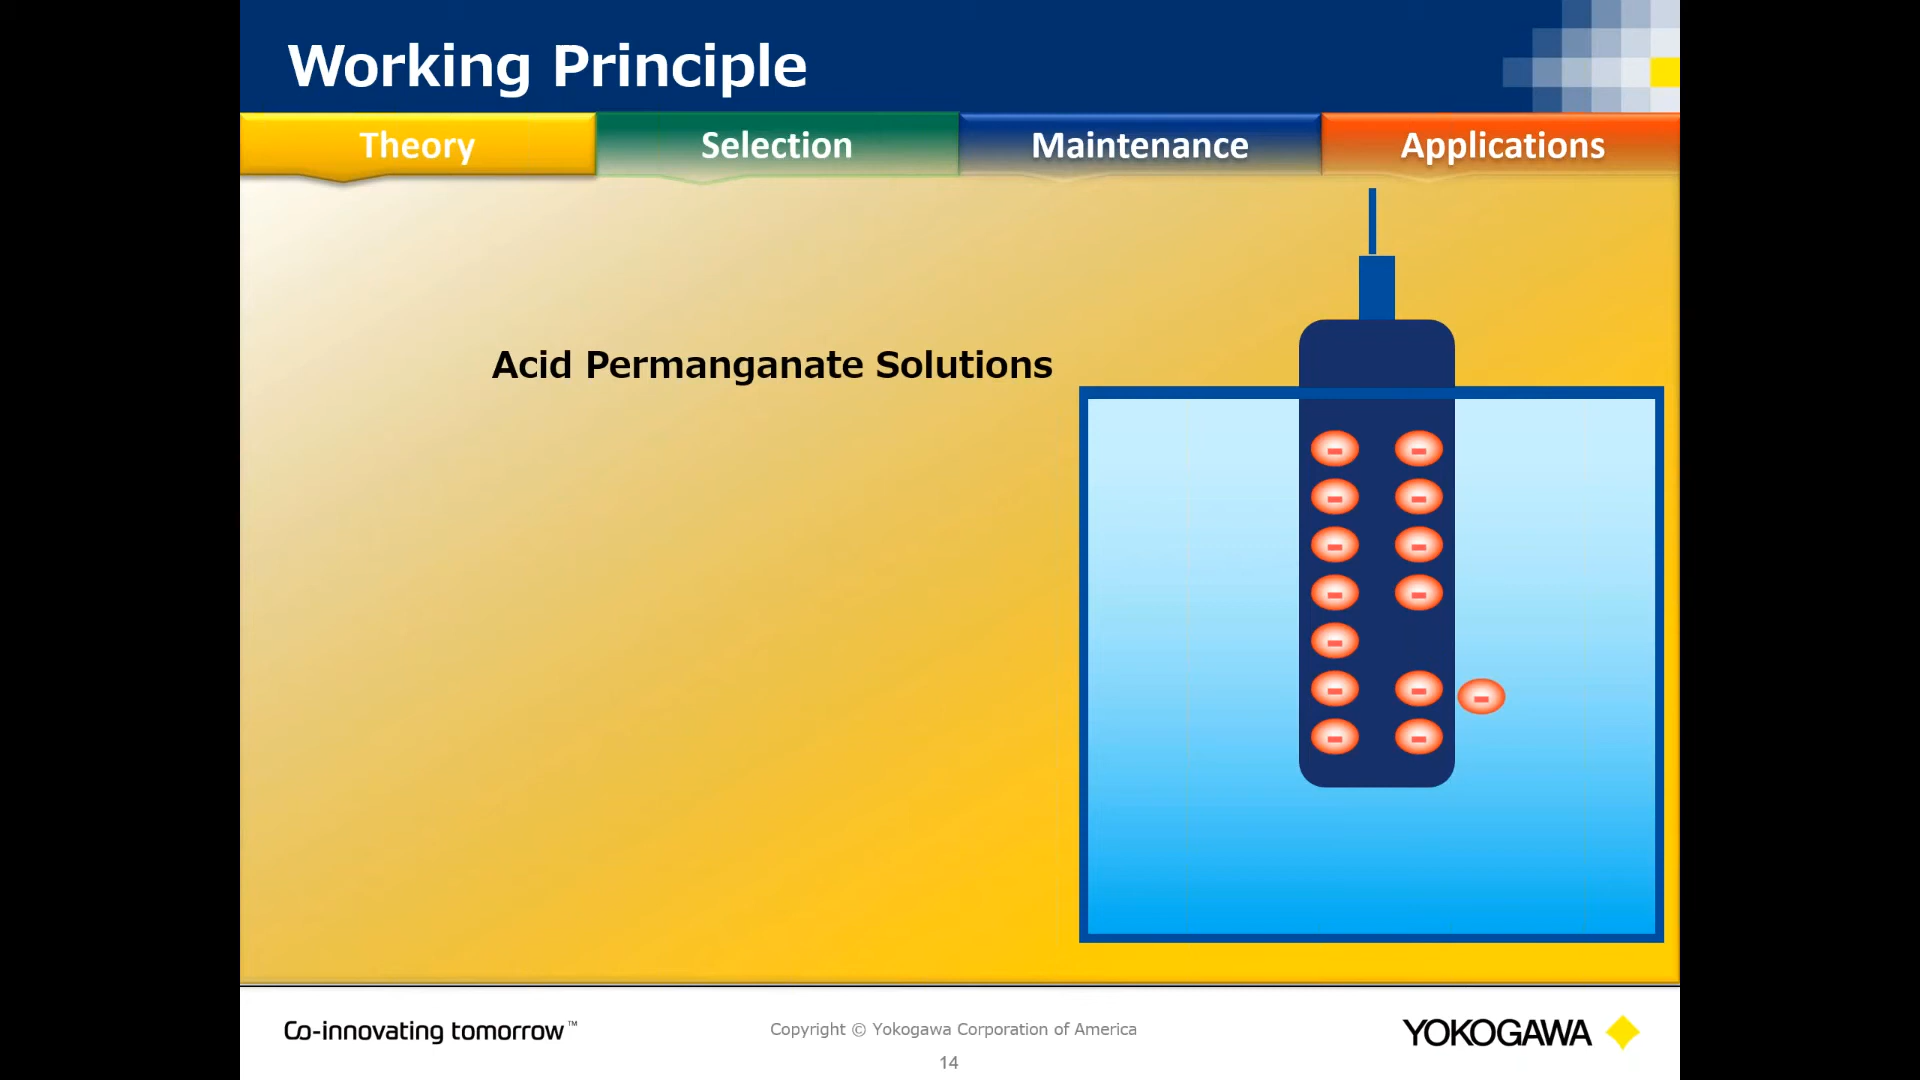 Working Principle
Theory
Selection
Maintenance
Applications
Acid Permanganate Solutions
- -
- -
- -
- -
-
- - -
- -
Co-innovating tomorrow™
Copyright © Yokogawa Corporation of America
YOKOGAWA
14